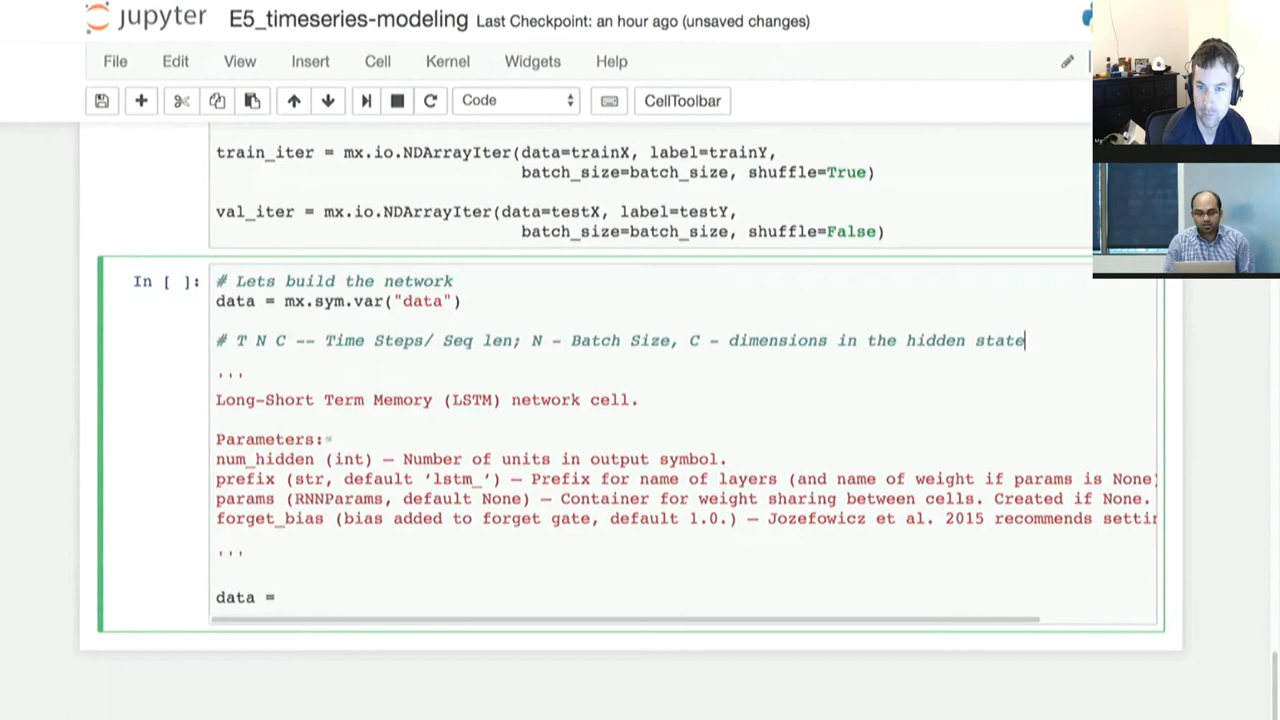 jupyter E5_timeseries-modeling Last Checkpoint: an hour ago (unsaved changes)
File Edit View Insert Cell Kernel Widgets Help
Code CellToolbar
train_iter = mx.io.NDArrayIter(data=trainX, label=trainY,
batch_size=batch_size, shuffle=True)
val_iter = mx.io.NDArrayIter(data=testX, label=testY,
batch_size=batch_size, shuffle=False)
In [ ]: # Lets build the network
data = mx.sym.var("data")
# T N C -- Time Steps/ Seq len; N - Batch Size, C - dimensions in the hidden state
'''
Long-Short Term Memory (LSTM) network cell.
Parameters:
num_hidden (int) – Number of units in output symbol.
prefix (str, default ‘lstm_‘) – Prefix for name of layers (and name of weight if params is None)
params (RNNParams, default None) – Container for weight sharing between cells. Created if None.
forget_bias (bias added to forget gate, default 1.0.) – Jozefowicz et al. 2015 recommends
'''
data =